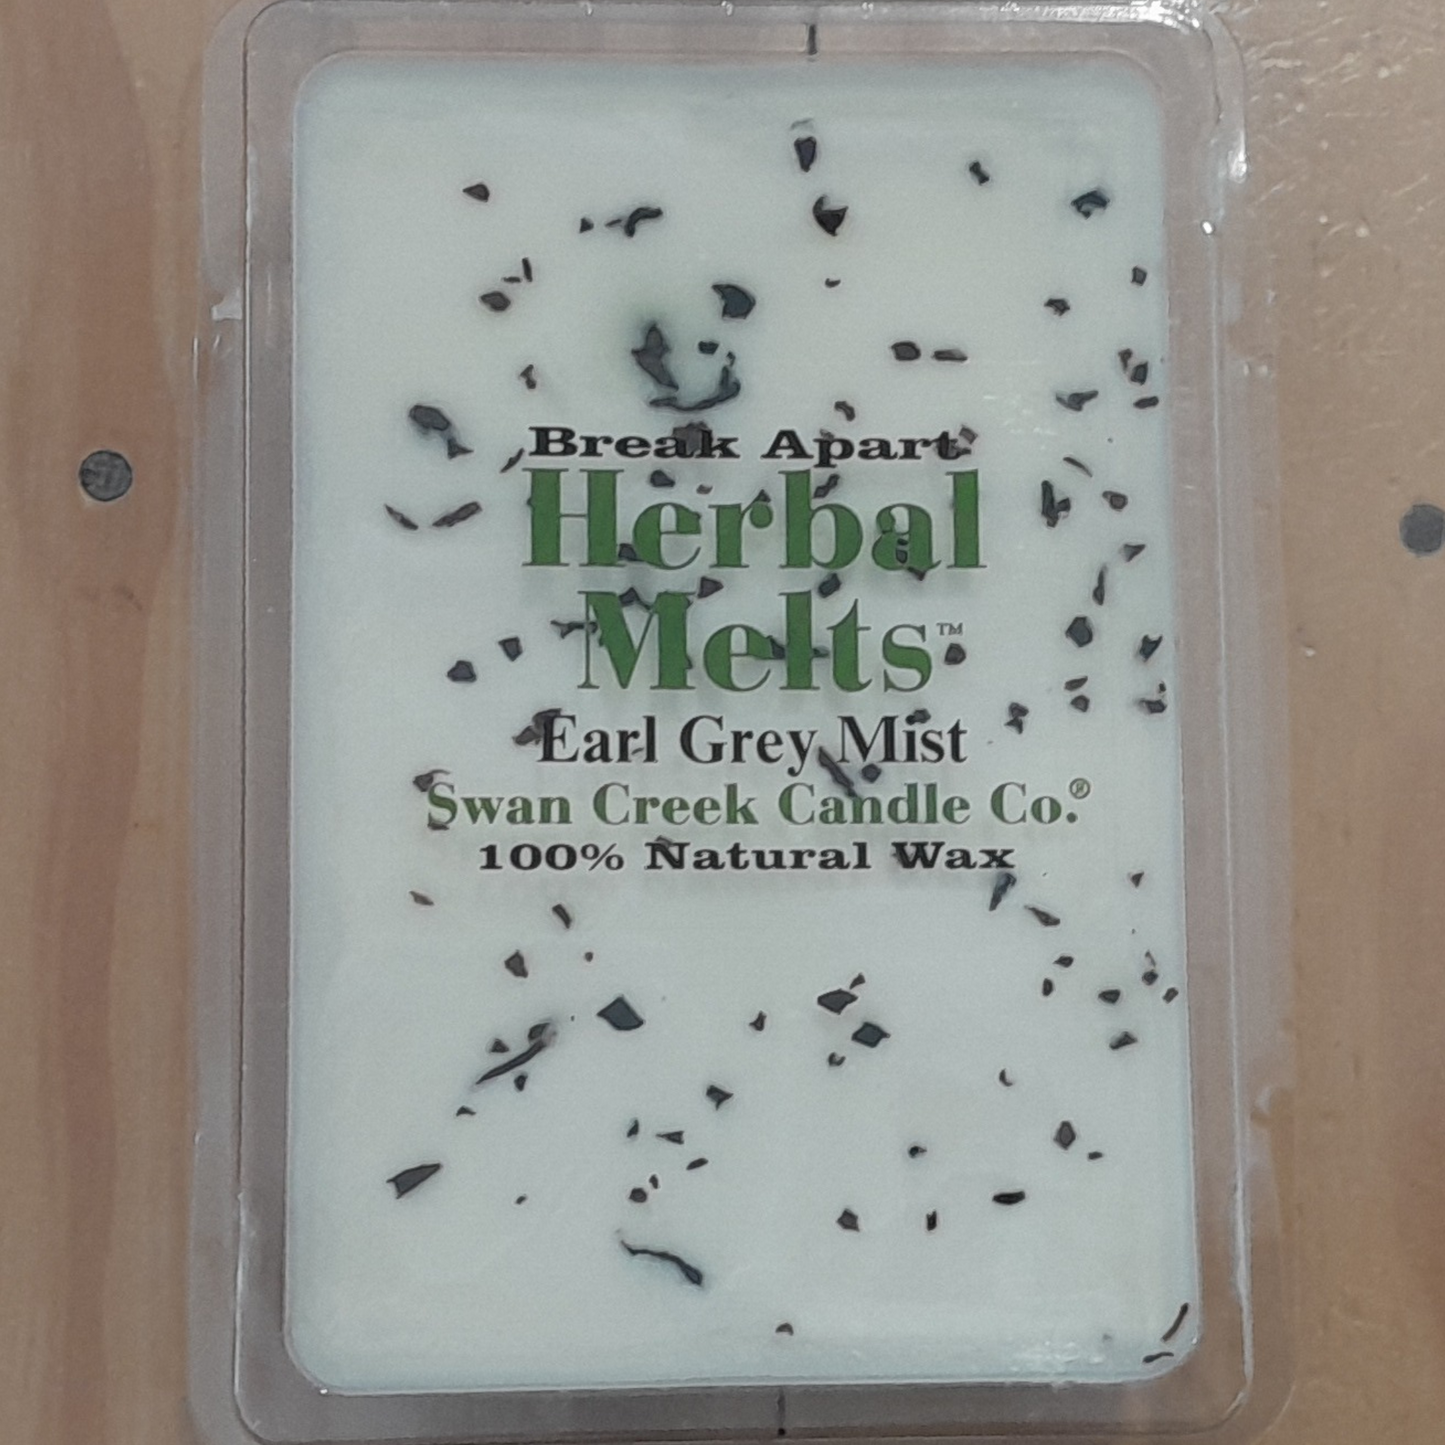 Break Apart
Herbal
Melts™
Earl Grey Mist
Swan Creek Candle Co.®
100% Natural Wax